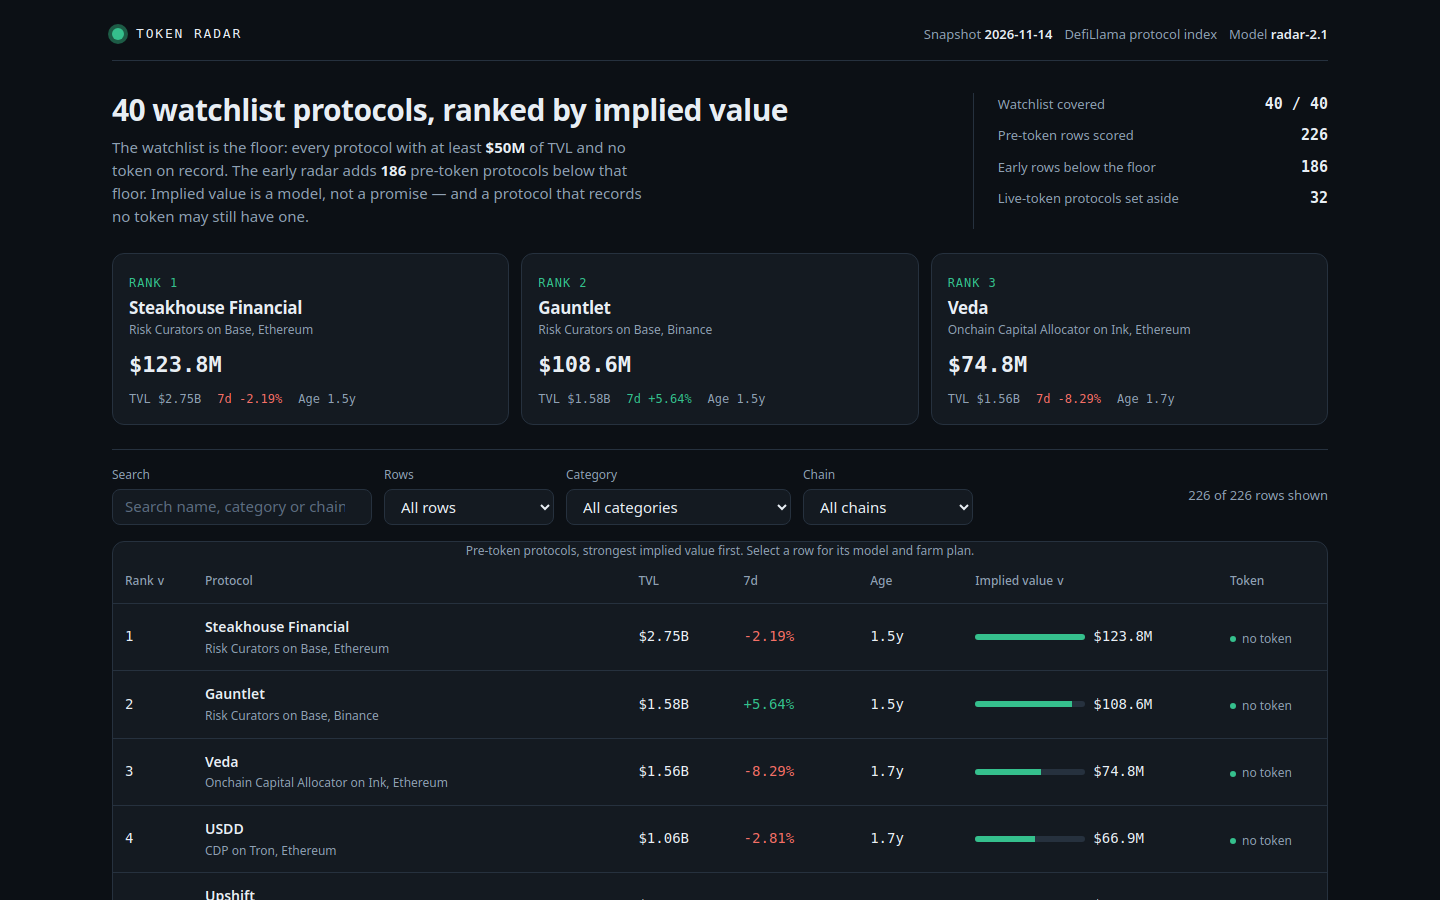 TOKEN RADAR
Snapshot 2026-11-14 DefiLlama protocol index Model radar-2.1
40 watchlist protocols, ranked by implied value
The watchlist is the floor: every protocol with at least $50M of TVL and no
token on record. The early radar adds 186 pre-token protocols below that
floor. Implied value is a model, not a promise — and a protocol that records
no token may still have one.
Watchlist covered 40 / 40
Pre-token rows scored 226
Early rows below the floor 186
Live-token protocols set aside 32
RANK 1
Steakhouse Financial
Risk Curators on Base, Ethereum
$123.8M
TVL $2.75B 7d -2.19% Age 1.5y
RANK 2
Gauntlet
Risk Curators on Base, Binance
$108.6M
TVL $1.58B 7d +5.64% Age 1.5y
RANK 3
Veda
Onchain Capital Allocator on Ink, Ethereum
$74.8M
TVL $1.56B 7d -8.29% Age 1.7y
Search Rows Category Chain
Search name, category or chain All rows All categories All chains
226 of 226 rows shown
Pre-token protocols, strongest implied value first. Select a row for its model and farm plan.
Rank v Protocol TVL 7d Age Implied value v Token
1 Steakhouse Financial $2.75B -2.19% 1.5y $123.8M no token
Risk Curators on Base, Ethereum
2 Gauntlet $1.58B +5.64% 1.5y $108.6M no token
Risk Curators on Base, Binance
3 Veda $1.56B -8.29% 1.7y $74.8M no token
Onchain Capital Allocator on Ink, Ethereum
4 USDD $1.06B -2.81% 1.7y $66.9M no token
CDP on Tron, Ethereum
Upshift